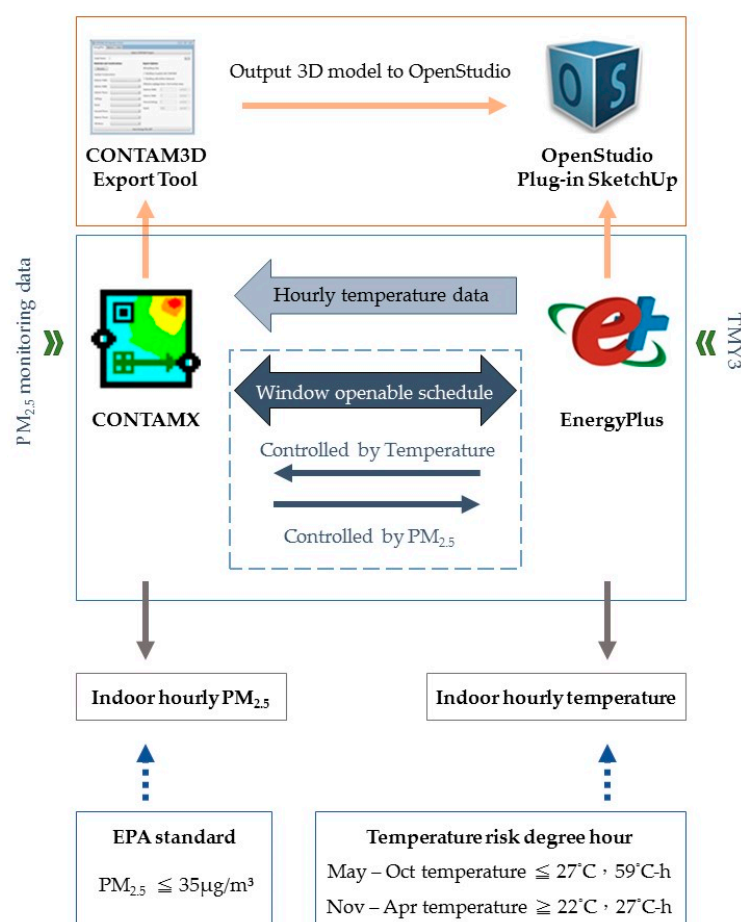 Output 3D model to OpenStudio
CONTAM3D
Export Tool
OS
OpenStudio
Plug-in SketchUp
PM₂.₅ monitoring data
Hourly temperature data
TMY3
e+
Window openable schedule
CONTAMX
EnergyPlus
Controlled by Temperature
Controlled by PM₂.₅
Indoor hourly PM₂.₅
Indoor hourly temperature
EPA standard
PM₂.₅ ≦ 35μg/m³
Temperature risk degree hour
May – Oct temperature ≦ 27°C，59°C-h
Nov – Apr temperature ≧ 22°C，27°C-h